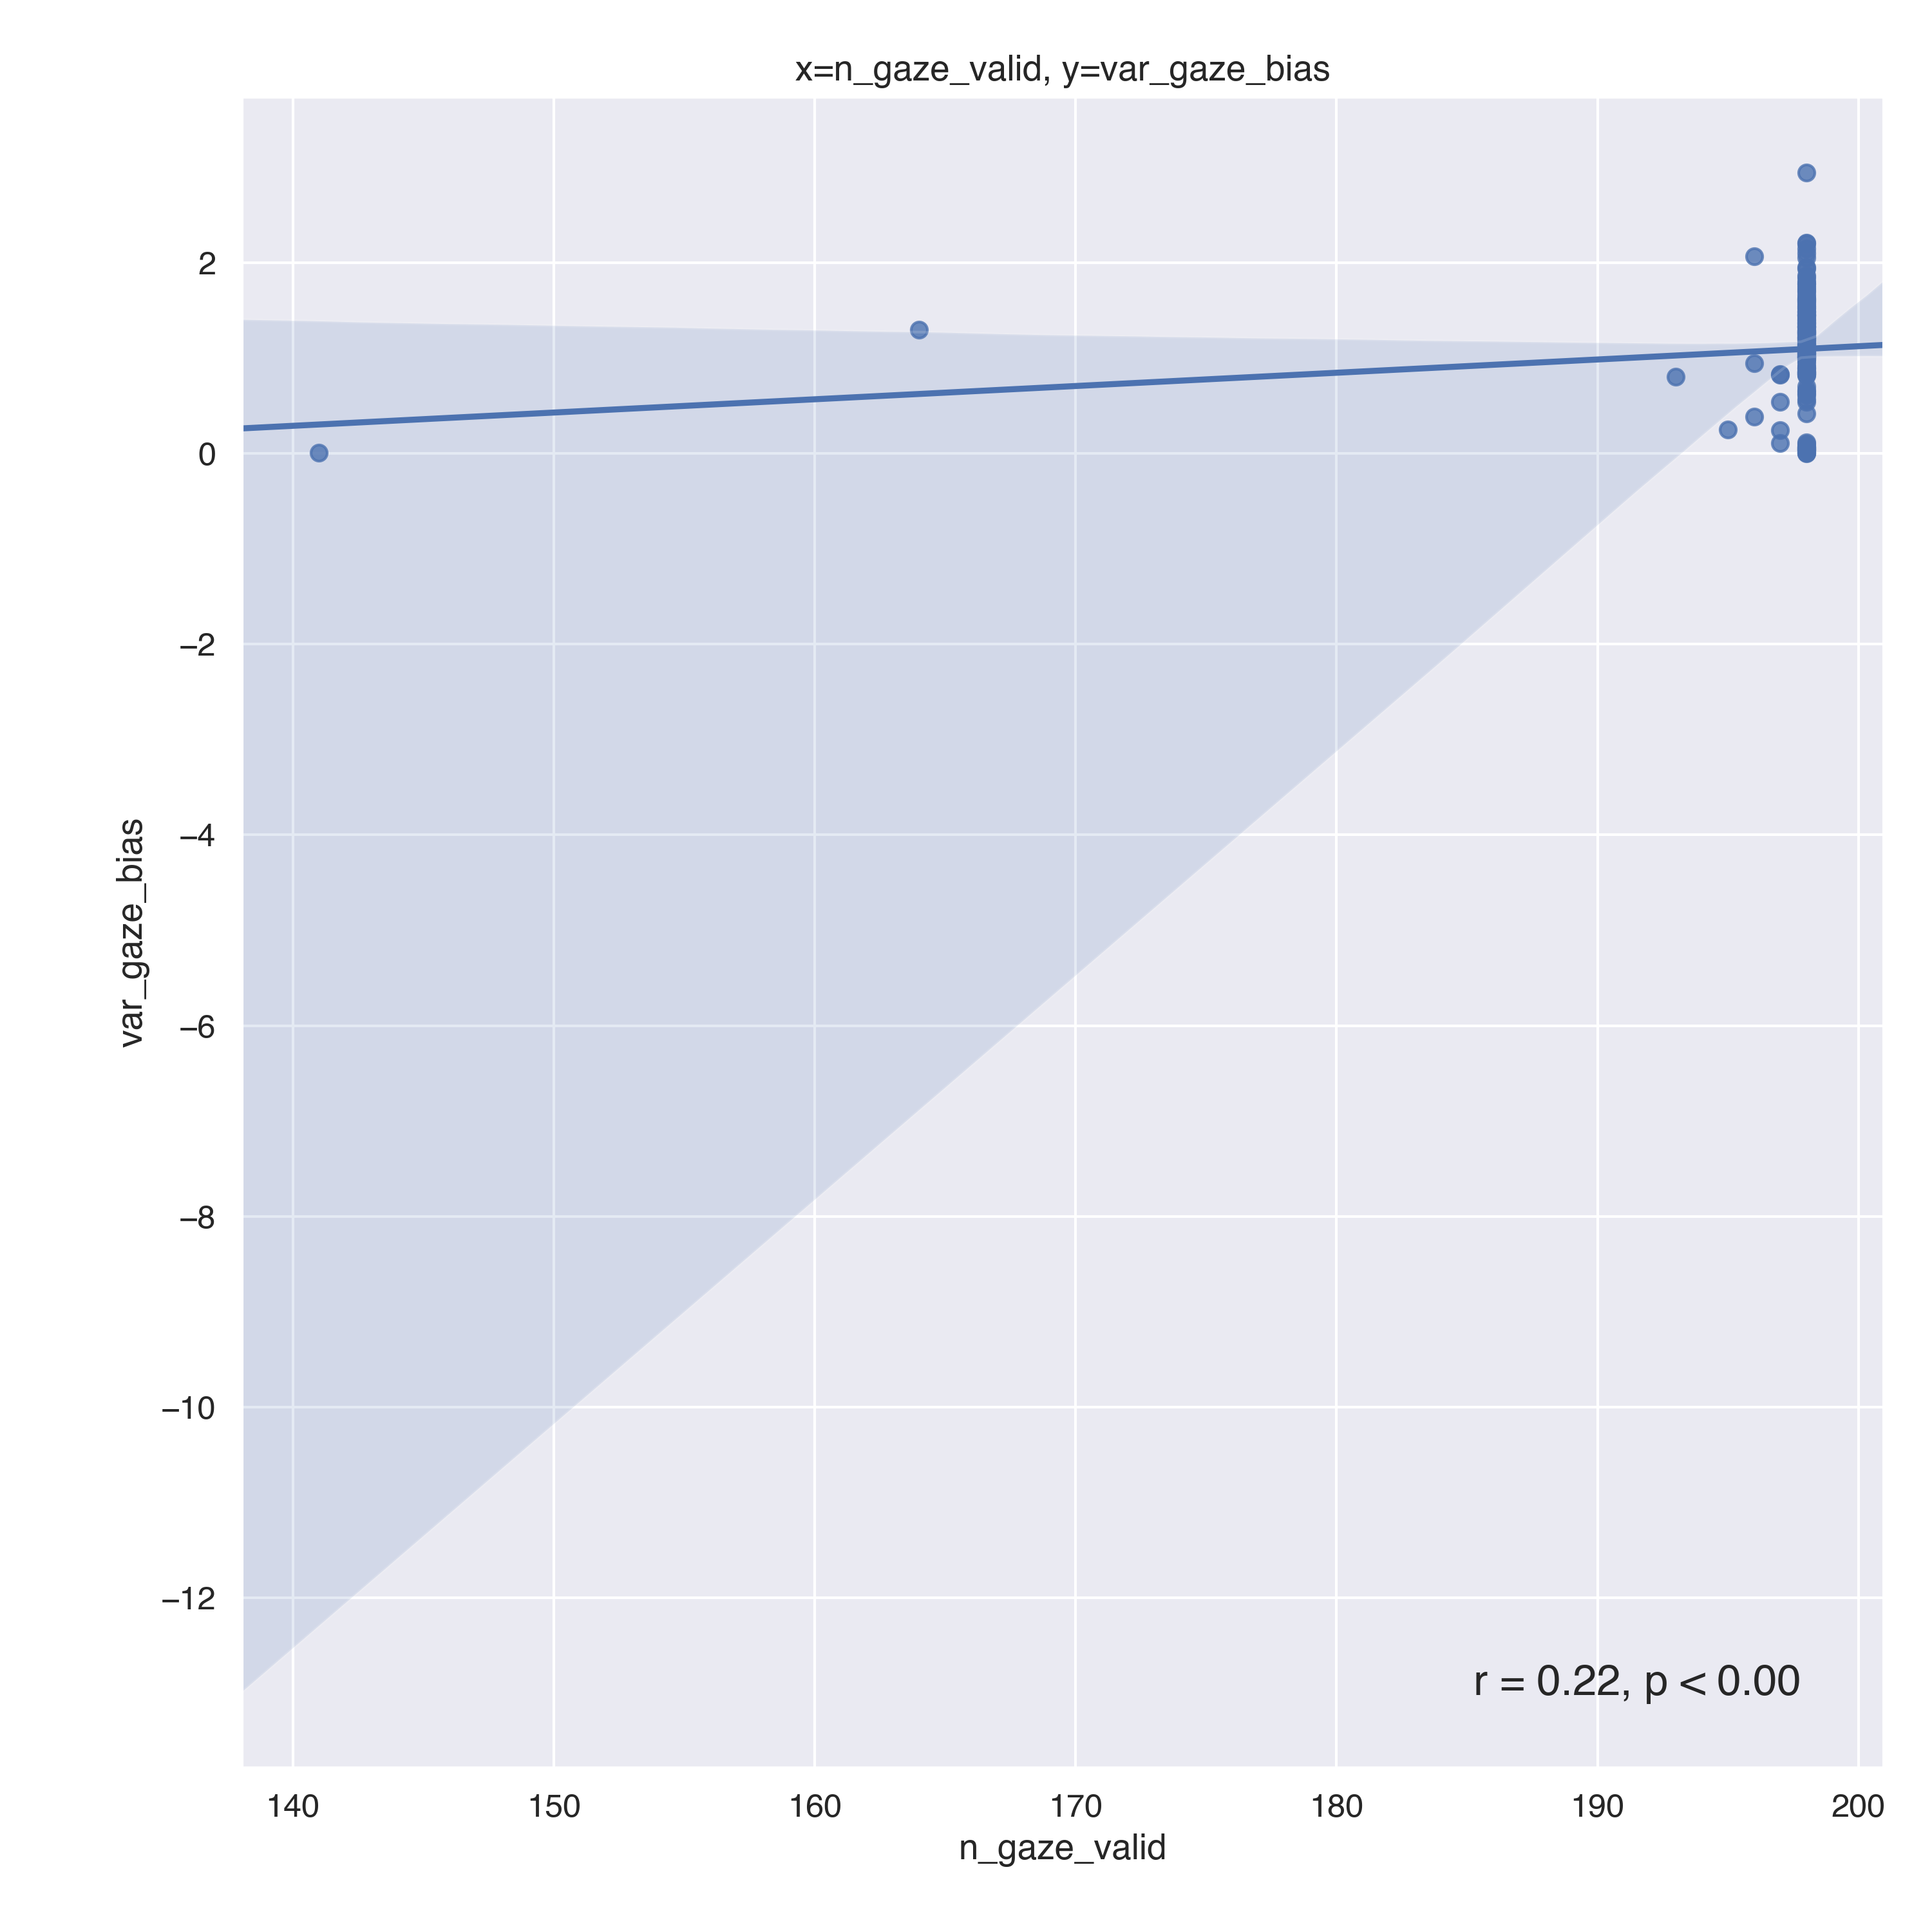 x=n_gaze_valid, y=var_gaze_bias
2
0
−2
−4
−6
−8
−10
−12
var_gaze_bias
r = 0.22, p < 0.00
140 150 160 170 180 190 200
n_gaze_valid